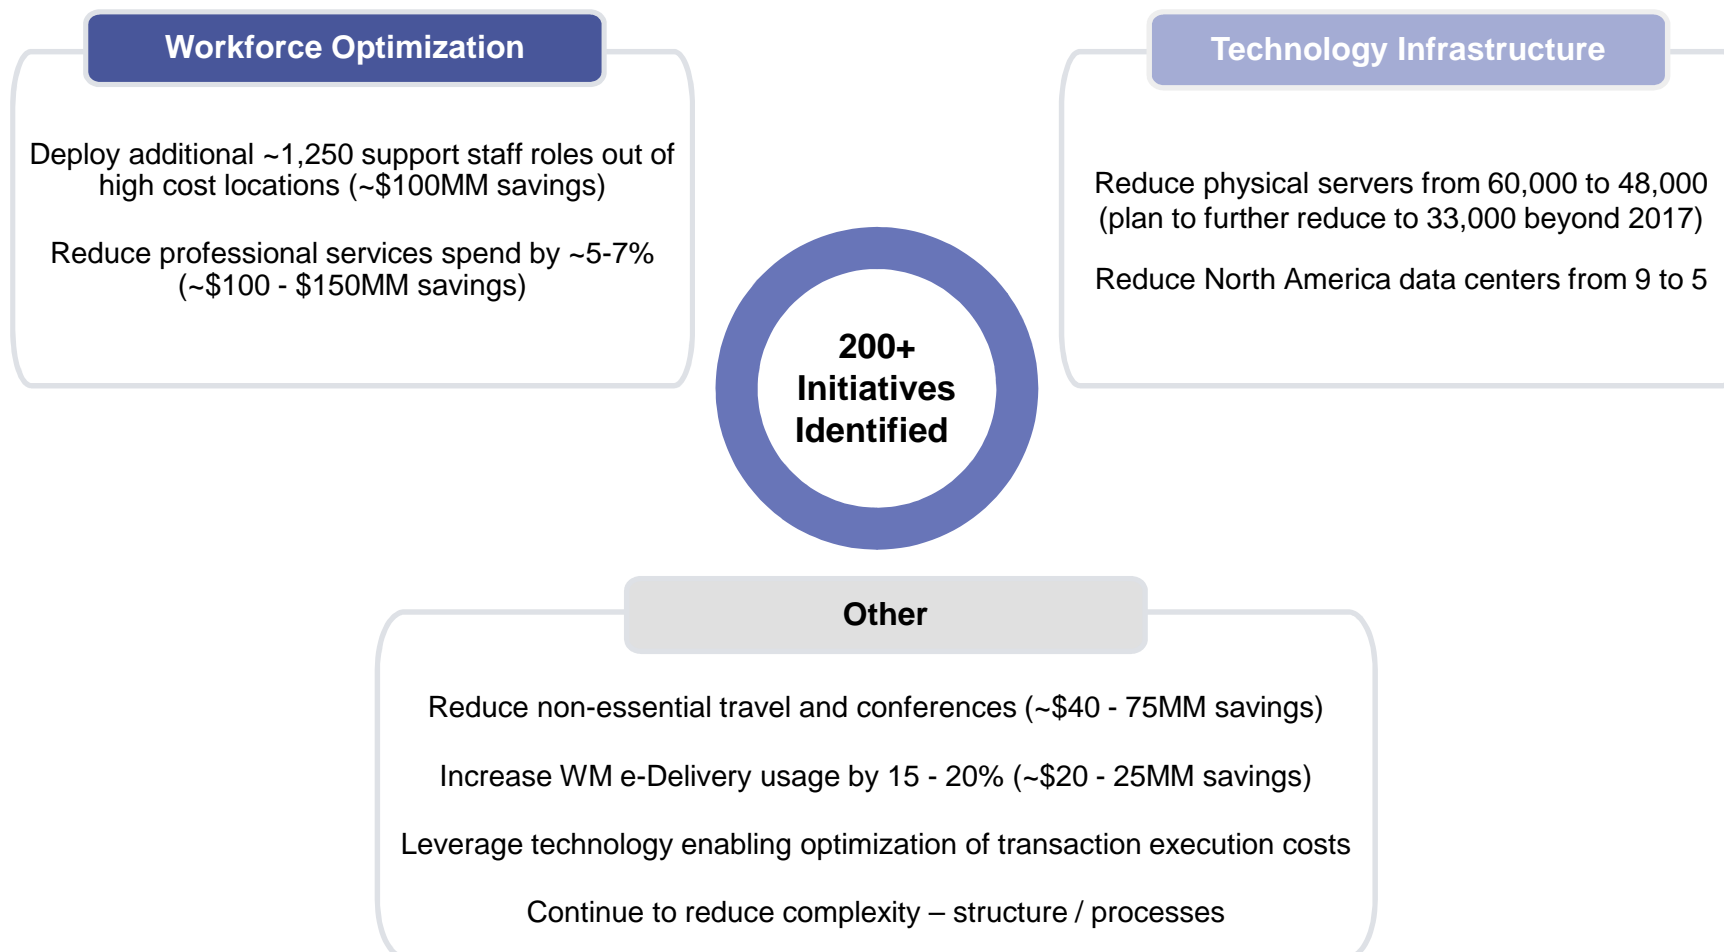 Workforce Optimization
Deploy additional ~1,250 support staff roles out of
high cost locations (~$100MM savings)
Reduce professional services spend by ~5-7%
(~$100 - $150MM savings)
Technology Infrastructure
Reduce physical servers from 60,000 to 48,000
(plan to further reduce to 33,000 beyond 2017)
Reduce North America data centers from 9 to 5
200+
Initiatives
Identified
Other
Reduce non-essential travel and conferences (~$40 - 75MM savings)
Increase WM e-Delivery usage by 15 - 20% (~$20 - 25MM savings)
Leverage technology enabling optimization of transaction execution costs
Continue to reduce complexity – structure / processes